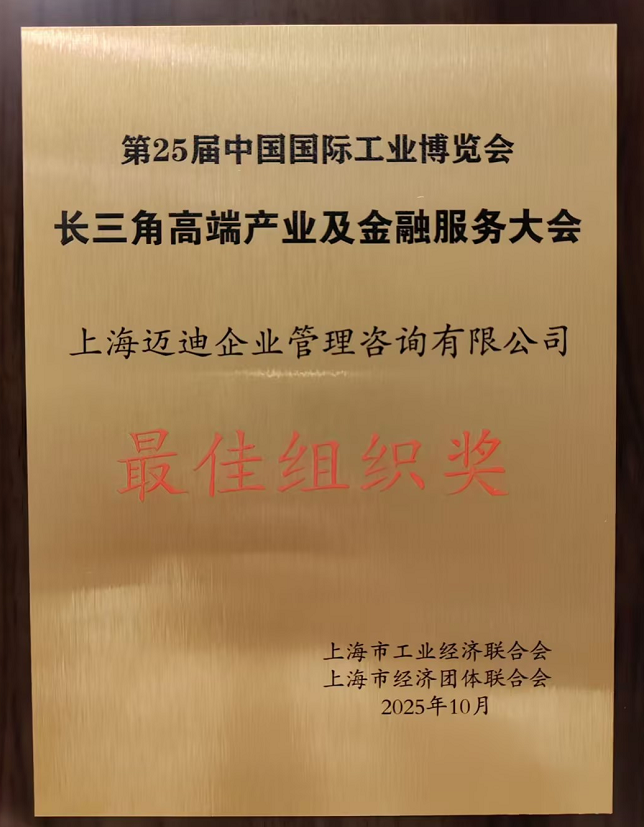 第25届中国国际工业博览会
长三角高端产业及金融服务大会
上海迈迪企业管理咨询有限公司
最佳组织奖
上海市工业经济联合会
上海市经济团体联合会
2025年10月